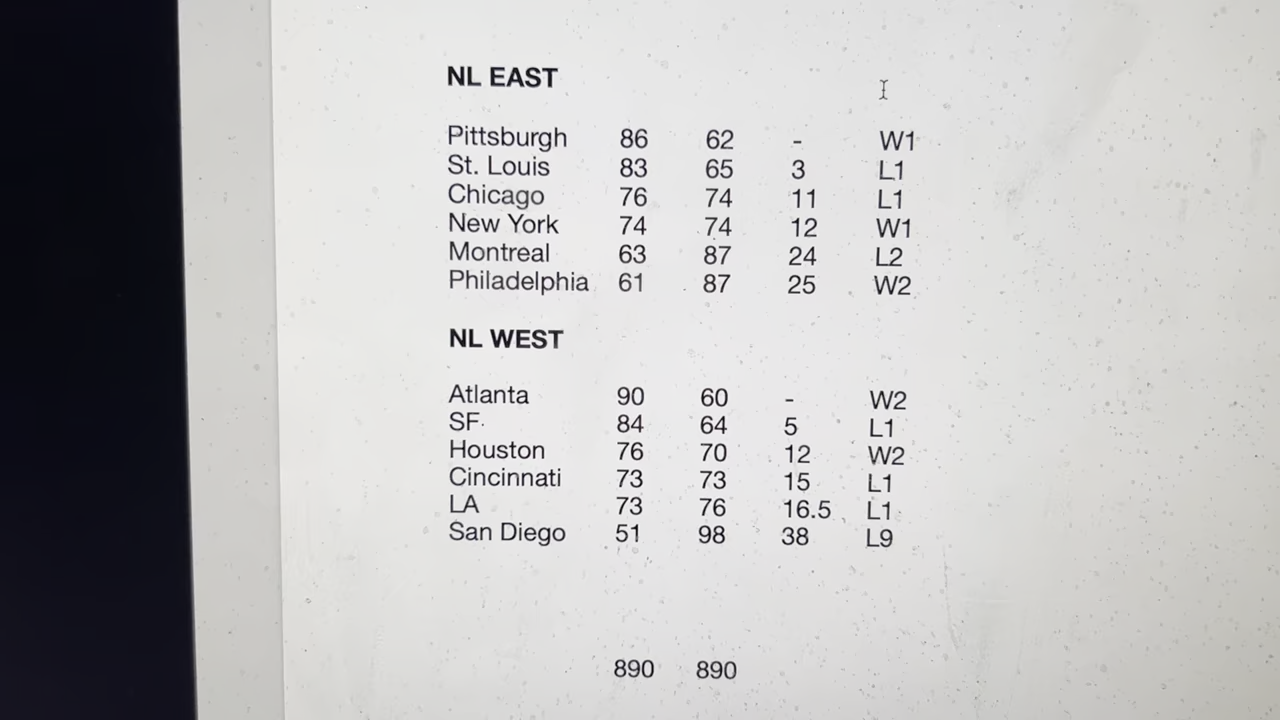 NL EAST
Pittsburgh 86 62 - W1
St. Louis 83 65 3 L1
Chicago 76 74 11 L1
New York 74 74 12 W1
Montreal 63 87 24 L2
Philadelphia 61 87 25 W2
NL WEST
Atlanta 90 60 - W2
SF 84 64 5 L1
Houston 76 70 12 W2
Cincinnati 73 73 15 L1
LA 73 76 16.5 L1
San Diego 51 98 38 L9
890 890